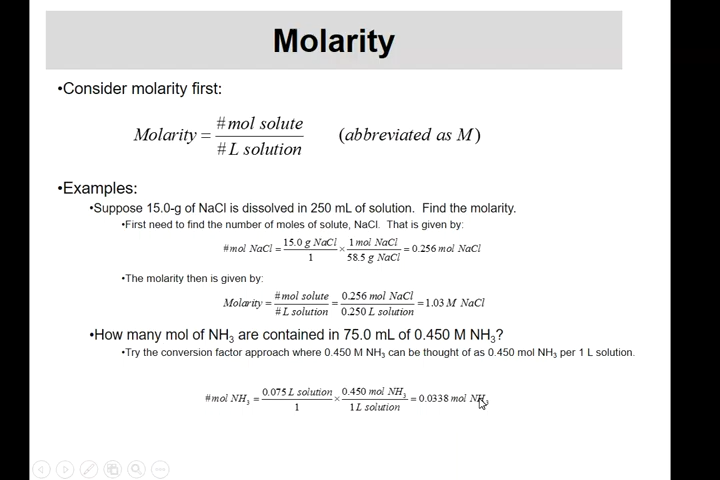 Molarity
•Consider molarity first:
Molarity = #mol solute / #L solution (abbreviated as M)
•Examples:
•Suppose 15.0-g of NaCl is dissolved in 250 mL of solution. Find the molarity.
•First need to find the number of moles of solute, NaCl. That is given by:
#mol NaCl = 15.0 g NaCl / 1 × 1 mol NaCl / 58.5 g NaCl = 0.256 mol NaCl
•The molarity then is given by:
Molarity = #mol solute / #L solution = 0.256 mol NaCl / 0.250 L solution = 1.03 M NaCl
•How many mol of NH₃ are contained in 75.0 mL of 0.450 M NH₃?
•Try the conversion factor approach where 0.450 M NH₃ can be thought of as 0.450 mol NH₃ per 1 L solution.
#mol NH₃ = 0.075 L solution / 1 × 0.450 mol NH₃ / 1 L solution = 0.0338 mol NH₃